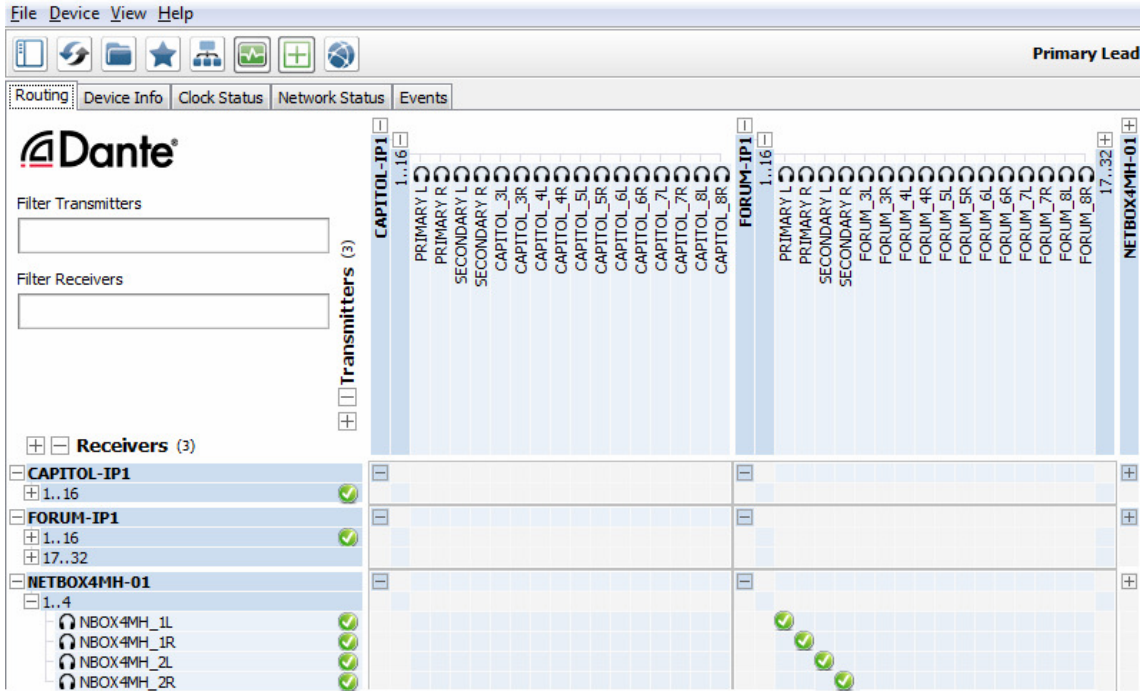 File Device View Help
Primary Lead
Routing Device Info Clock Status Network Status Events
Dante®
Filter Transmitters
Filter Receivers
Transmitters (3)
CAPITOL-IP1
1..16
PRIMARY L
PRIMARY R
SECONDARY L
SECONDARY R
CAPITOL_3L
CAPITOL_3R
CAPITOL_4L
CAPITOL_4R
CAPITOL_5L
CAPITOL_5R
CAPITOL_6L
CAPITOL_6R
CAPITOL_7L
CAPITOL_7R
CAPITOL_8L
CAPITOL_8R
FORUM-IP1
1..16
PRIMARY L
PRIMARY R
SECONDARY L
SECONDARY R
FORUM_3L
FORUM_3R
FORUM_4L
FORUM_4R
FORUM_5L
FORUM_5R
FORUM_6L
FORUM_6R
FORUM_7L
FORUM_7R
FORUM_8L
FORUM_8R
17..32
NETBOX4MH-01
Receivers (3)
CAPITOL-IP1
1..16
FORUM-IP1
1..16
17..32
NETBOX4MH-01
1..4
NBOX4MH_1L
NBOX4MH_1R
NBOX4MH_2L
NBOX4MH_2R